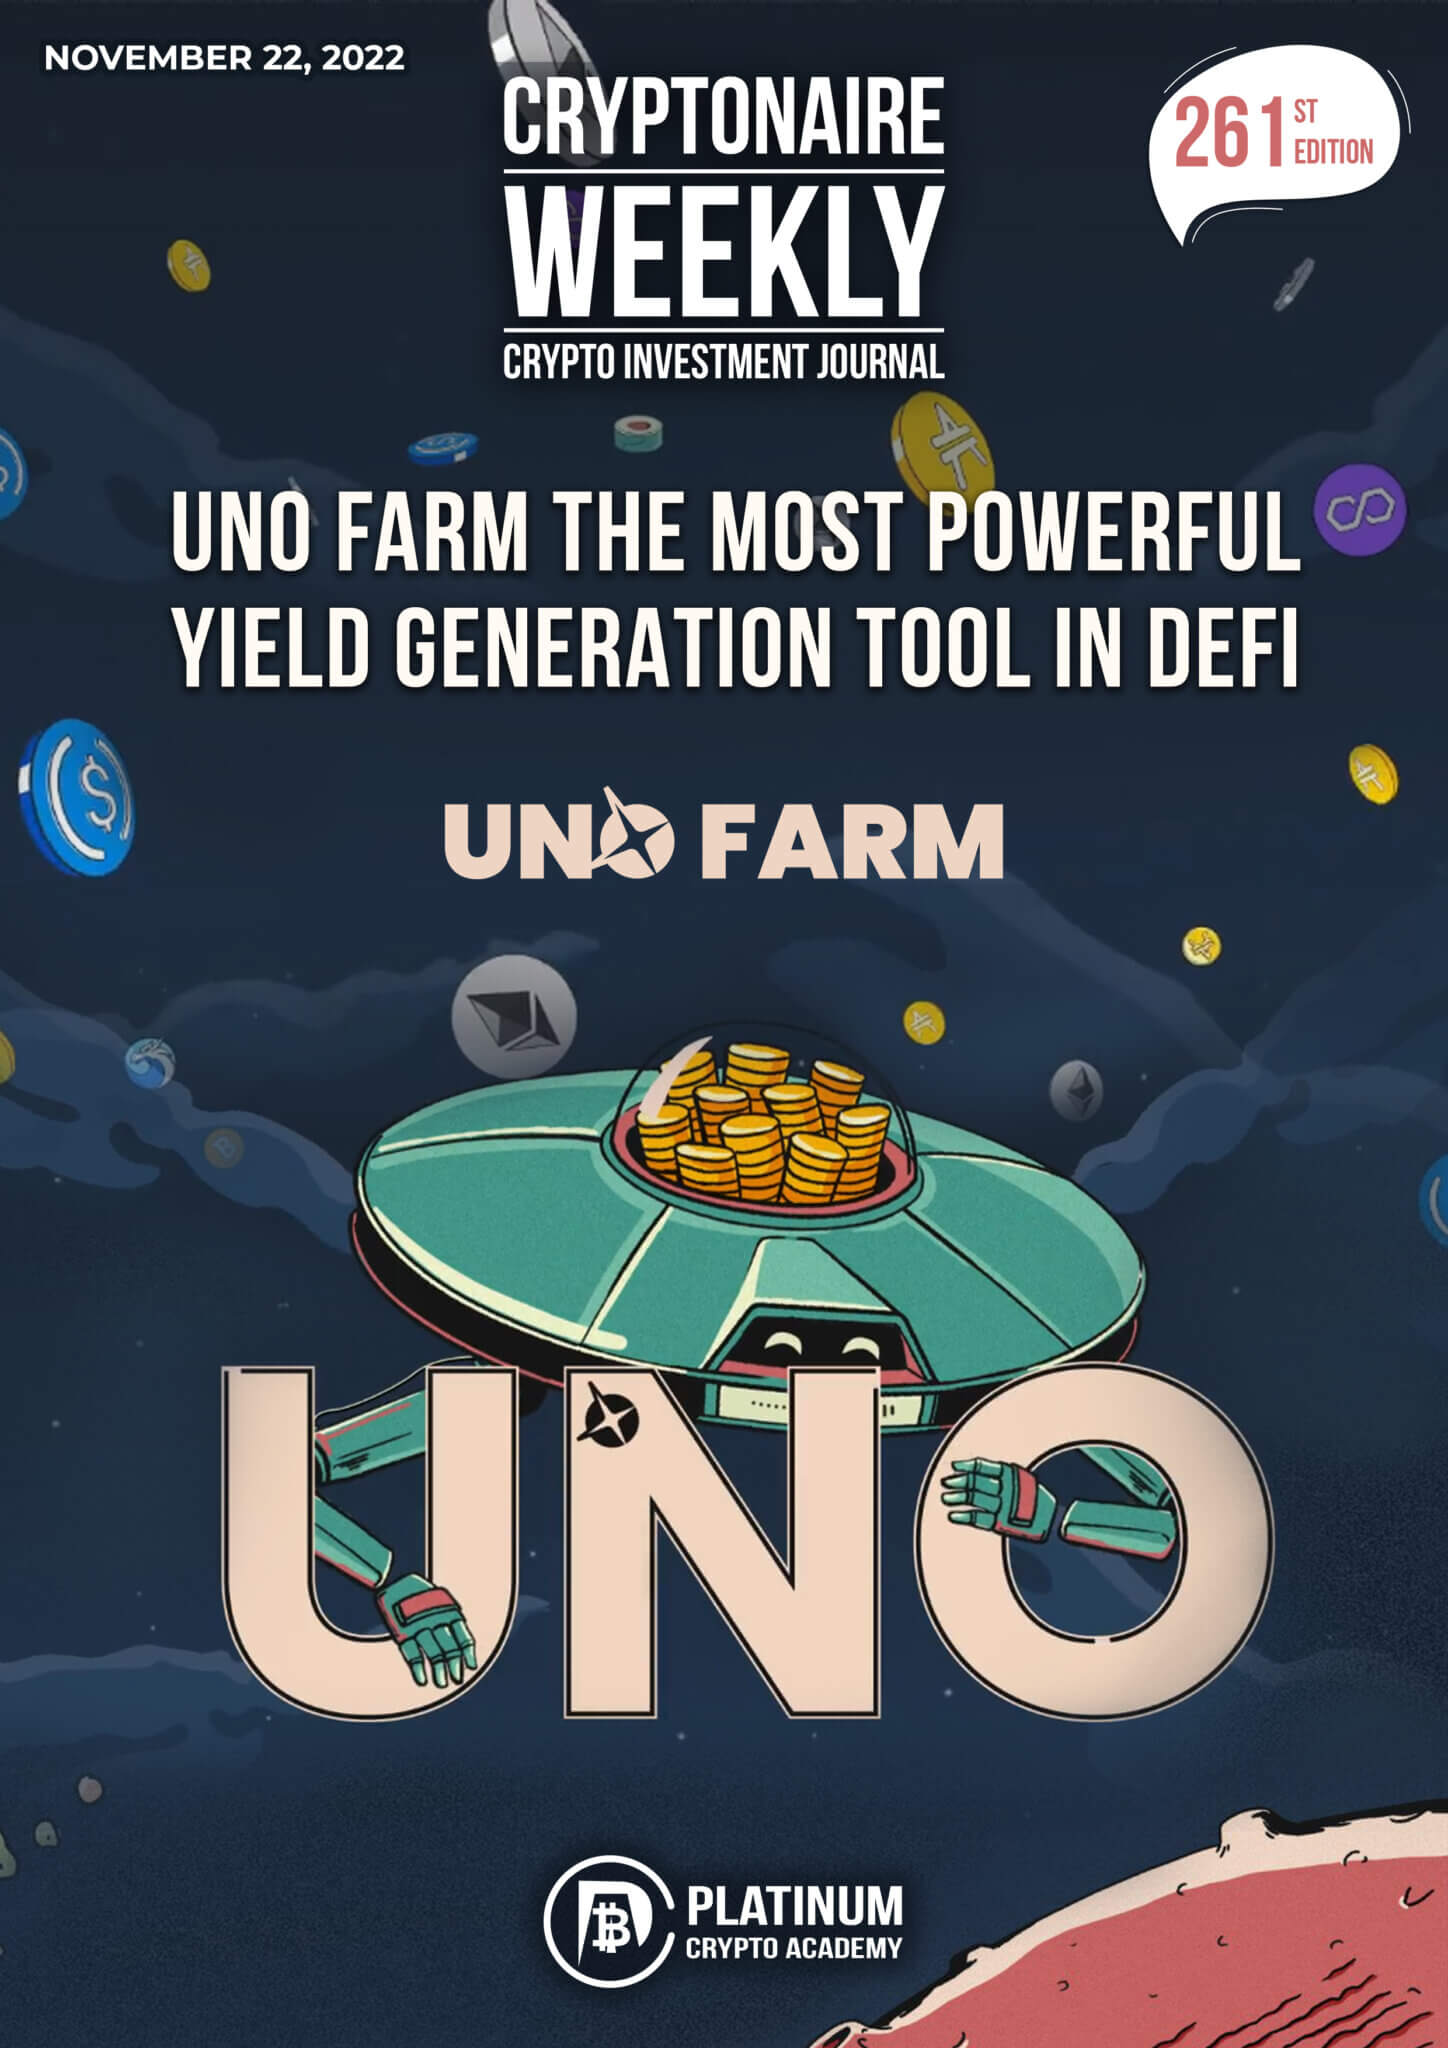 NOVEMBER 22, 2022
CRYPTONAIRE
WEEKLY
CRYPTO INVESTMENT JOURNAL
261 ST
EDITION
UNO FARM THE MOST POWERFUL
YIELD GENERATION TOOL IN DEFI
UNO FARM
UNO
PLATINUM
CRYPTO ACADEMY